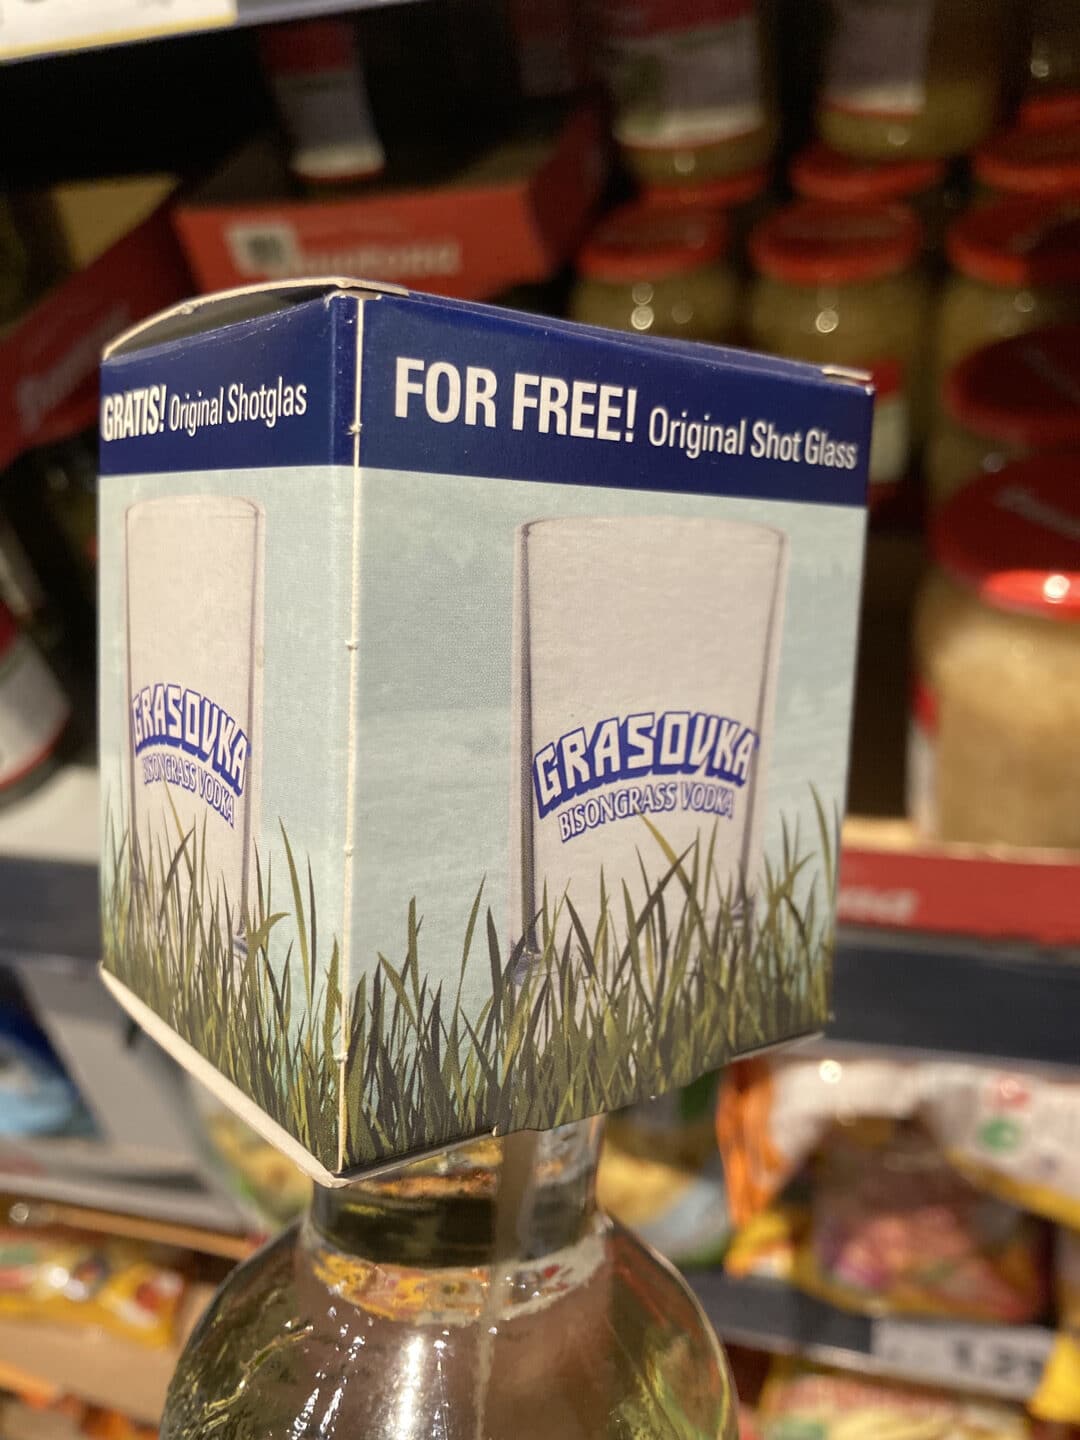 GRATIS! Original Shotglas
FOR FREE! Original Shot Glass
GRASOVKA
BISONGRASS VODKA
GRASOVKA
BISONGRASS VODKA